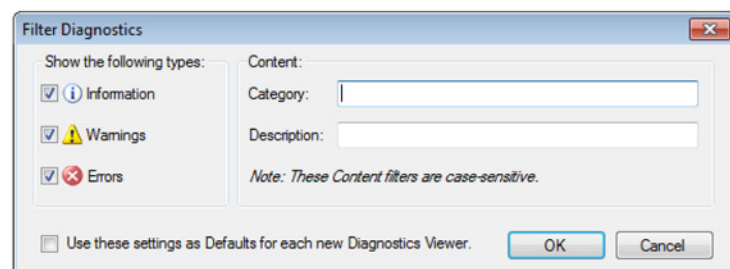 Filter Diagnostics
Show the following types:
Information
Warnings
Errors
Content:
Category:
Description:
Note: These Content filters are case-sensitive.
Use these settings as Defaults for each new Diagnostics Viewer.
OK
Cancel